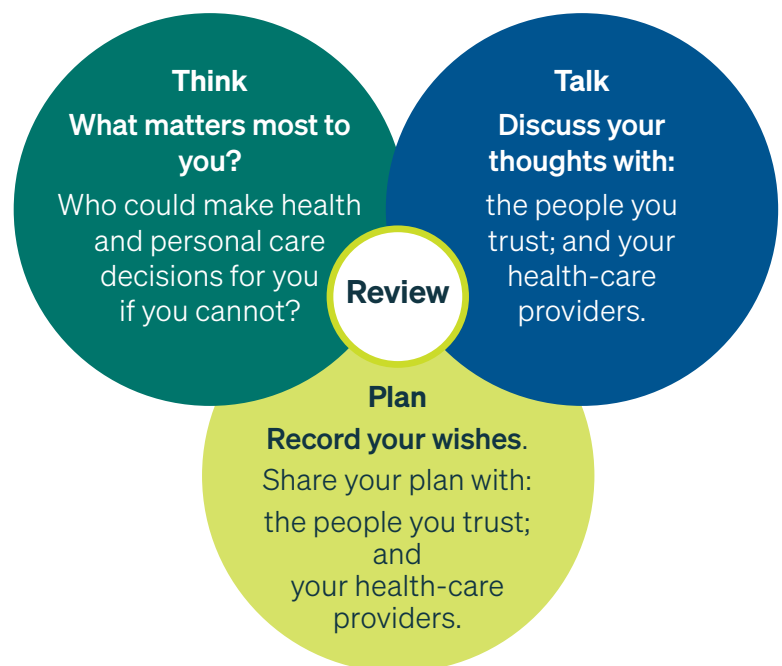 Think
What matters most to
you?
Who could make health
and personal care
decisions for you
if you cannot?
Talk
Discuss your
thoughts with:
the people you
trust; and your
health-care
providers.
Review
Plan
Record your wishes.
Share your plan with:
the people you trust;
and
your health-care
providers.